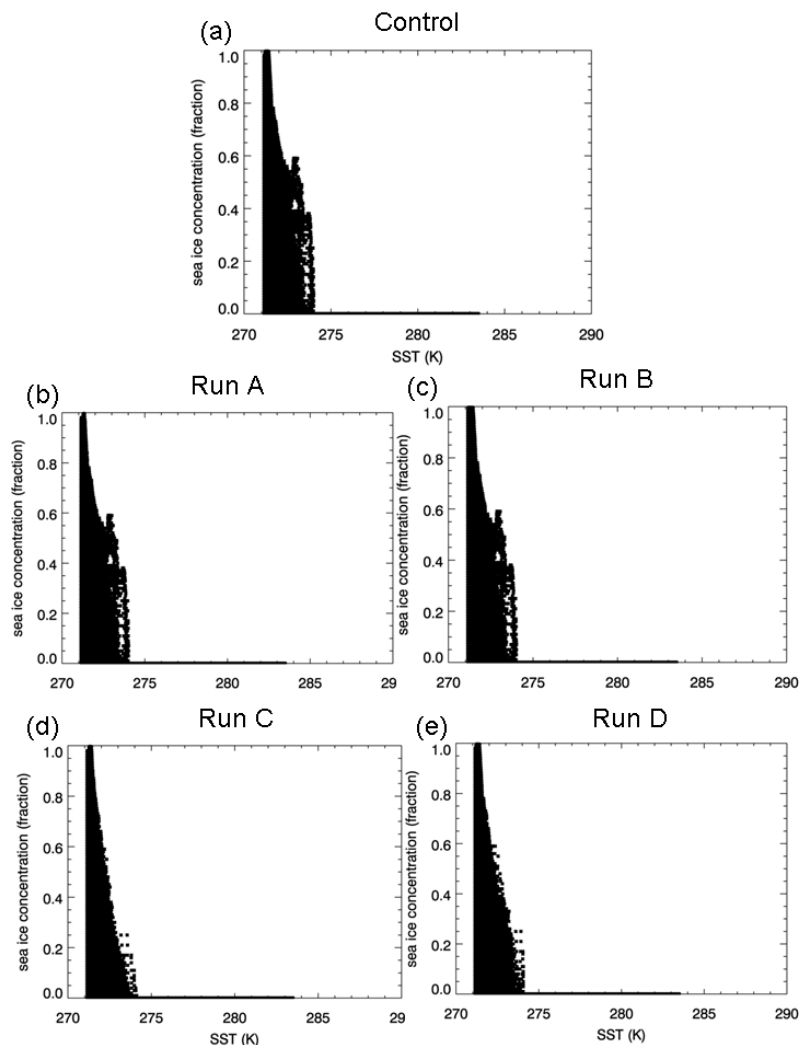 (a) Control
sea ice concentration (fraction)
1.0
0.8
0.6
0.4
0.2
0.0
270 275 280 285 290
SST (K)
(b) Run A
sea ice concentration (fraction)
1.0
0.8
0.6
0.4
0.2
0.0
270 275 280 285 29
(c) Run B
sea ice concentration (fraction)
1.0
0.8
0.6
0.4
0.2
0.0
270 275 280 285 290
(d) Run C
sea ice concentration (fraction)
1.0
0.8
0.6
0.4
0.2
0.0
270 275 280 285 29
SST (K)
(e) Run D
sea ice concentration (fraction)
1.0
0.8
0.6
0.4
0.2
0.0
270 275 280 285 290
SST (K)